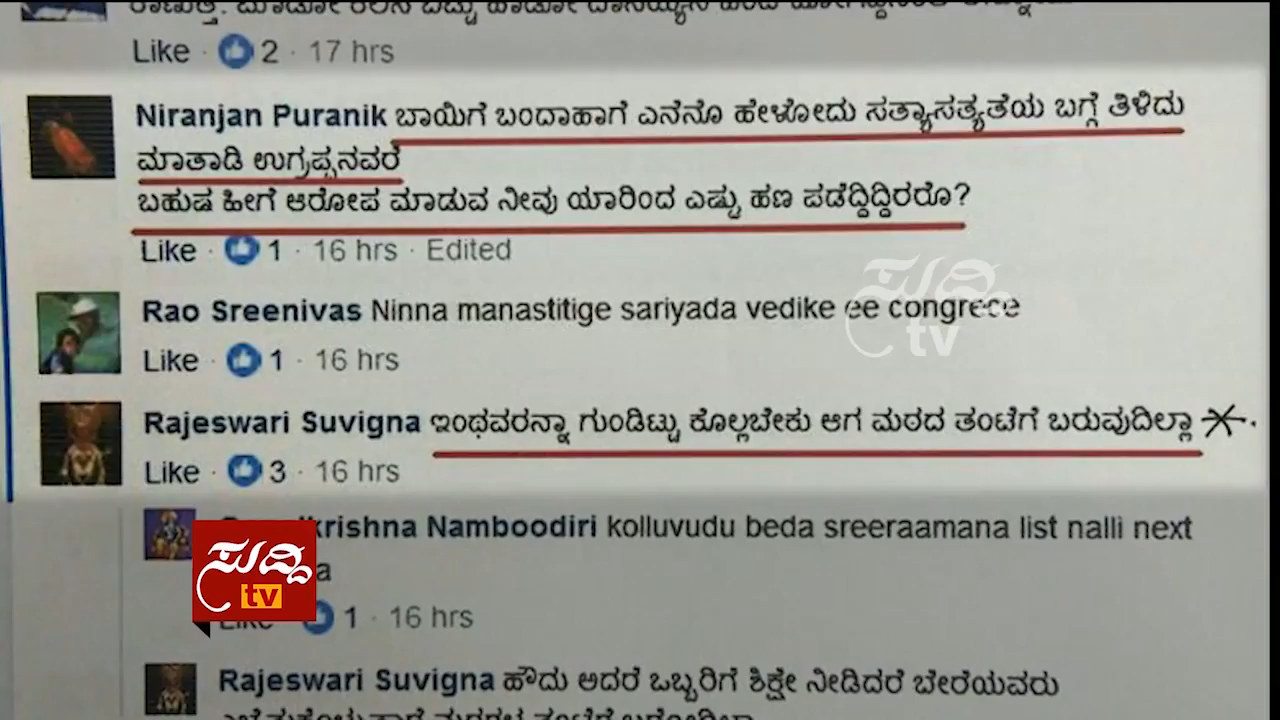 Like · 2 · 17 hrs
Niranjan Puranik ಬಾಯಿಗೆ ಬಂದಾಹಾಗೆ ಎನೆನೊ ಹೇಳೋದು ಸತ್ಯಾಸತ್ಯತೆಯ ಬಗ್ಗೆ ತಿಳಿದು
ಮಾತಾಡಿ ಉಗ್ರಪ್ಪನವರೆ
ಬಹುಷ ಹೀಗೆ ಆರೋಪ ಮಾಡುವ ನೀವು ಯಾರಿಂದ ಎಷ್ಟು ಹಣ ಪಡೆದ್ದಿದ್ದಿರರೊ?
Like · 1 · 16 hrs · Edited
Rao Sreenivas Ninna manastitige sariyada vedike ee congrece
ಸುದ್ದಿ
tv
Like · 1 · 16 hrs
Rajeswari Suvigna ಇಂಥವರನ್ನಾ ಗುಂಡಿಟ್ಟು ಕೊಲ್ಲಬೇಕು ಆಗ ಮಠದ ತಂಟೆಗೆ ಬರುವುದಿಲ್ಲಾ
Like · 3 · 16 hrs
Namboodiri kolluvudu beda sreeraamana list nalli next
ಸುದ್ದಿ
tv
Like · 1 · 16 hrs
Rajeswari Suvigna ಹೌದು ಅದರೆ ಒಬ್ಬರಿಗೆ ಶಿಕ್ಷೇ ನೀಡಿದರೆ ಬೇರೆಯವರು